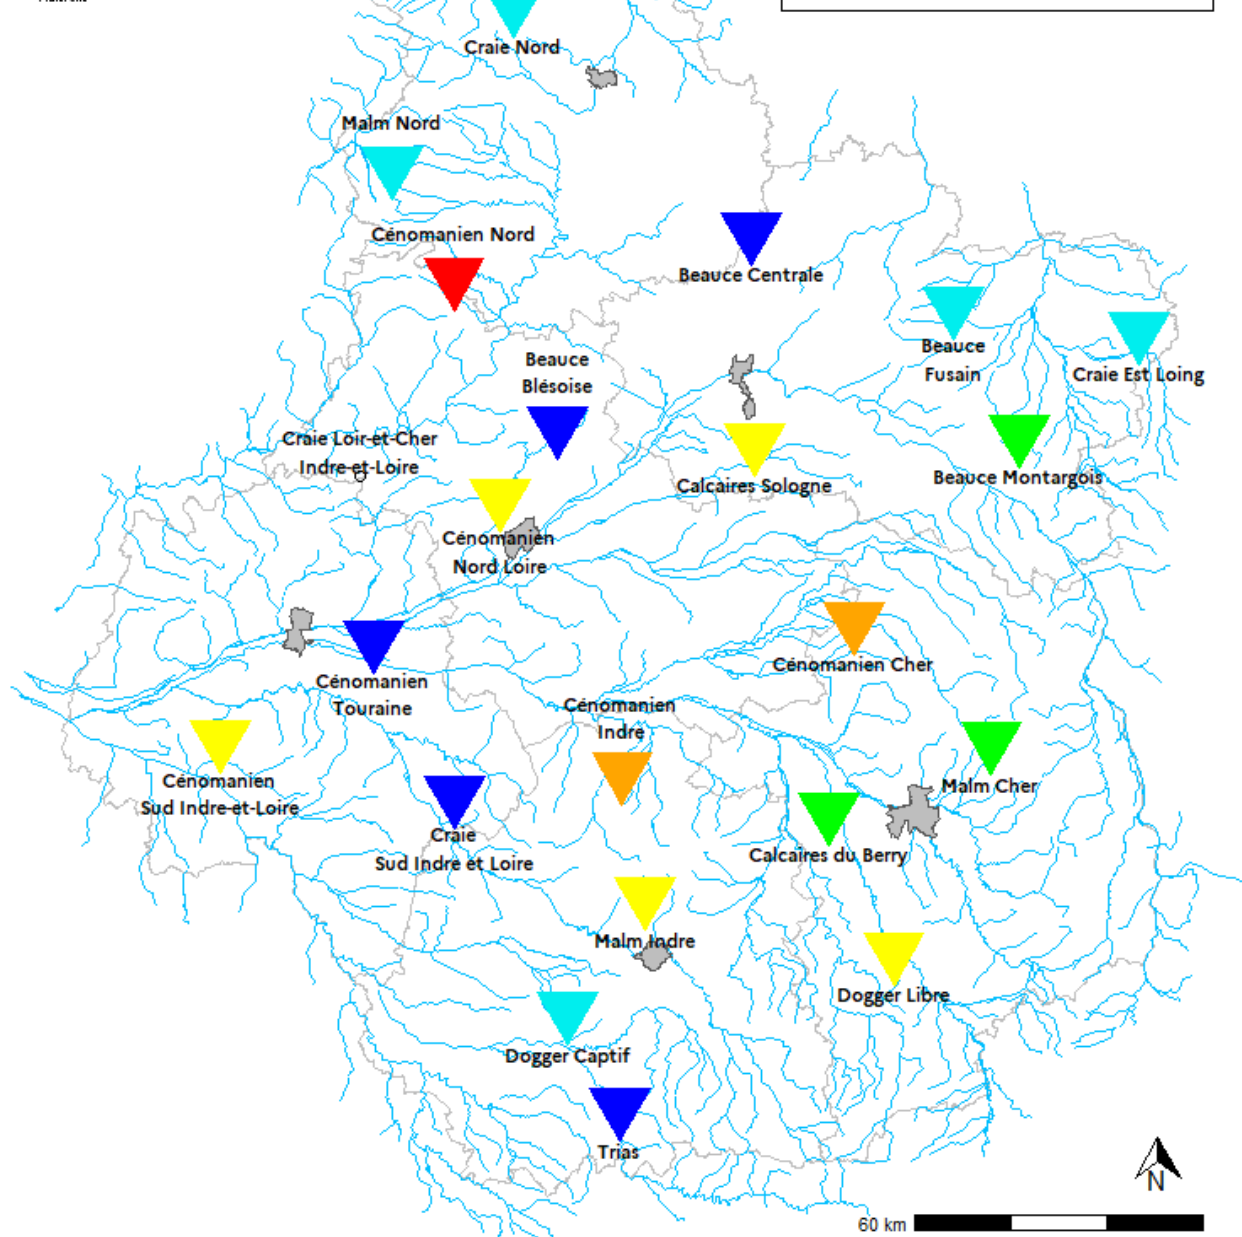 Craie Nord
Malm Nord
Cénomanien Nord
Beauce Centrale
Beauce
Fusain
Craie Est Loing
Beauce
Blésoise
Craie Loir-et-Cher
Indre-et-Loire
Calcaires Sologne
Beauce Montargois
Cénomanien
Nord Loire
Cénomanien Cher
Cénomanien
Touraine
Cénomanien
Indre
Cénomanien
Sud Indre-et-Loire
Malm Cher
Craie
Sud Indre et Loire
Calcaires du Berry
Malm Indre
Dogger Libre
Dogger Captif
Trias
N
60 km